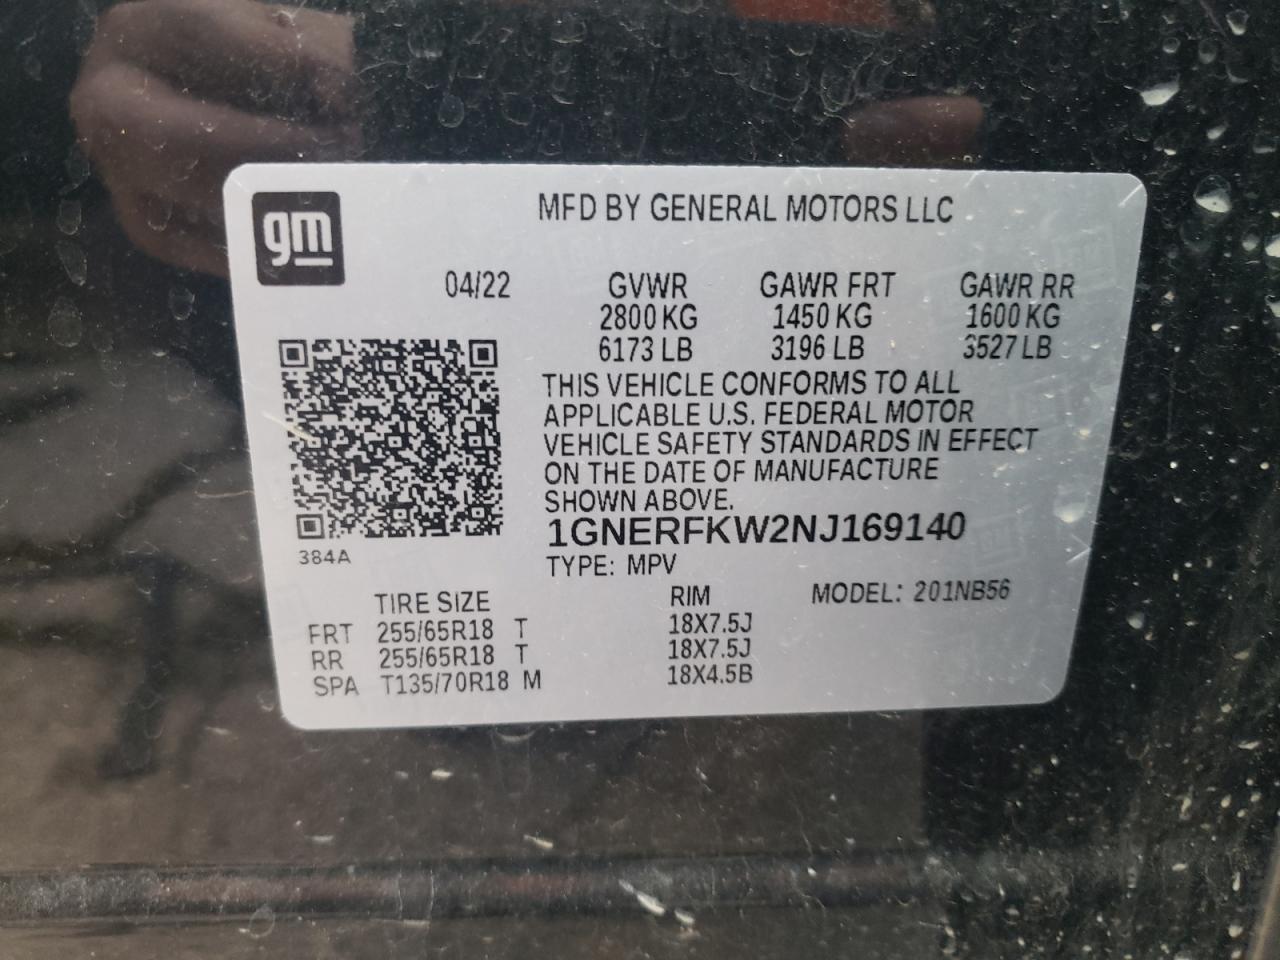 gm
MFD BY GENERAL MOTORS LLC
04/22 GVWR GAWR FRT GAWR RR
2800 KG 1450 KG 1600 KG
6173 LB 3196 LB 3527 LB
THIS VEHICLE CONFORMS TO ALL
APPLICABLE U.S. FEDERAL MOTOR
VEHICLE SAFETY STANDARDS IN EFFECT
ON THE DATE OF MANUFACTURE
SHOWN ABOVE.
1GNERFKW2NJ169140
384A
TYPE: MPV
TIRE SIZE RIM MODEL: 201NB56
FRT 255/65R18 T 18X7.5J
RR 255/65R18 T 18X7.5J
SPA T135/70R18 M 18X4.5B